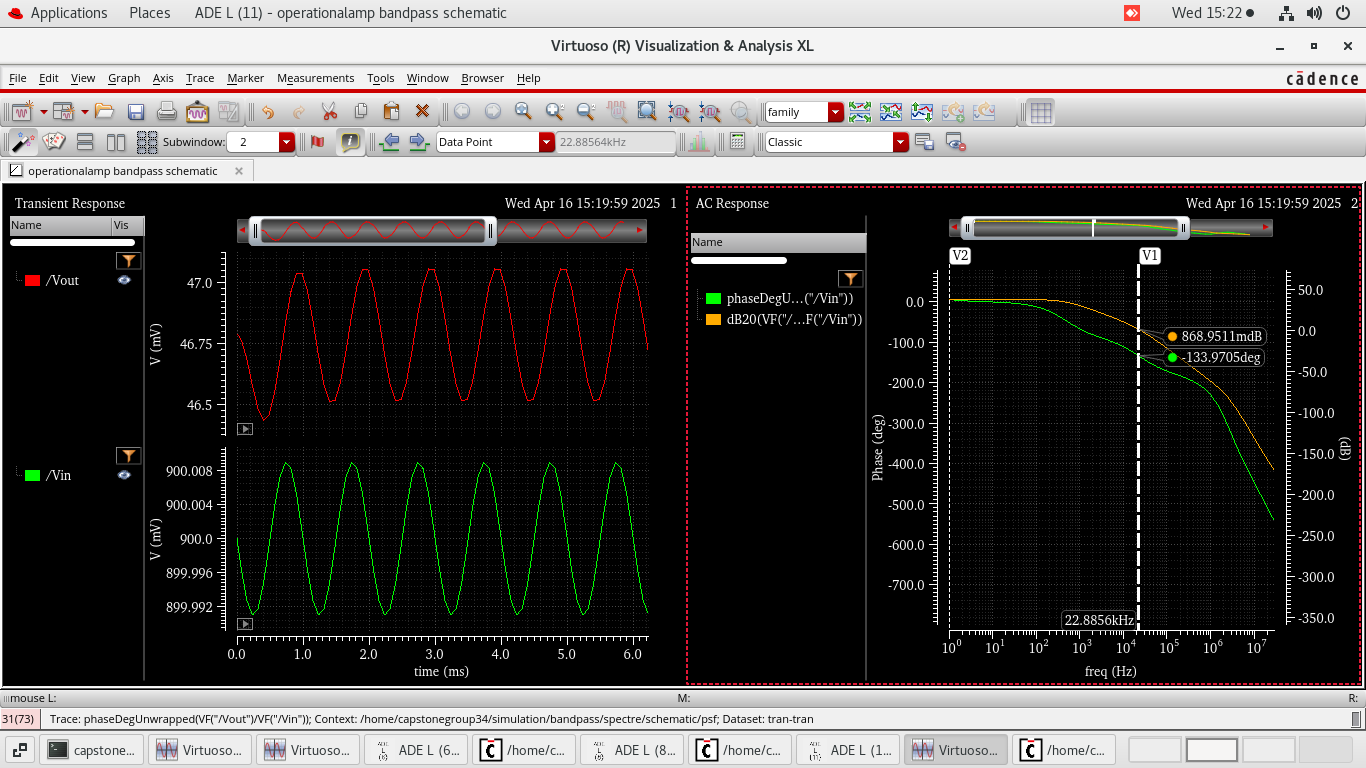 Applications Places ADE L (11) - operationalamp bandpass schematic Wed 15:22
Virtuoso (R) Visualization & Analysis XL
File Edit View Graph Axis Trace Marker Measurements Tools Window Browser Help cādence
family
Subwindow: 2 Data Point 22.88564kHz Classic
operationalamp bandpass schematic
Transient Response Wed Apr 16 15:19:59 2025 1
Name Vis
/Vout
V (mV)
47.0
46.75
46.5
/Vin
V (mV)
900.008
900.004
900.0
899.996
899.992
0.0 1.0 2.0 3.0 4.0 5.0 6.0
time (ms)
AC Response Wed Apr 16 15:19:59 2025 2
Name
phaseDegU...("/Vin"))
dB20(VF("/...F("/Vin"))
V2 V1
Phase (deg)
0.0
-100.0
-200.0
-300.0
-400.0
-500.0
-600.0
-700.0
868.9511mdB
-133.9705deg
22.8856kHz
50.0
0.0
-50.0
-100.0
-150.0
-200.0
-250.0
-300.0
-350.0
(dB)
10^0 10^1 10^2 10^3 10^4 10^5 10^6 10^7
freq (Hz)
mouse L: M: R:
31(73) Trace: phaseDegUnwrapped(VF("/Vout")/VF("/Vin")); Context: /home/capstonegroup34/simulation/bandpass/spectre/schematic/psf; Dataset: tran-tran
capstone... Virtuoso... Virtuoso... ADE L (6... /home/c... ADE L (8... /home/c... ADE L (1... Virtuoso... /home/c...